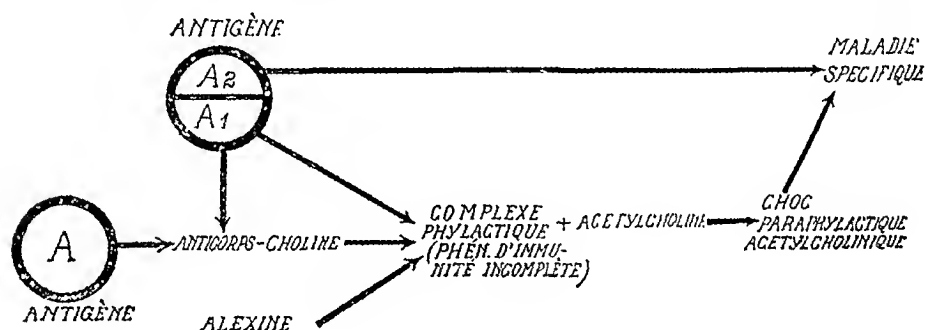 ANTIGÈNE
A2
A1
MALADIE
SPECIFIQUE
A
ANTIGÈNE
ANTICORPS-CHOLINE
ALEXINE
COMPLEXE
PHYLACTIQUE
(PHÉN. D'IMMU-
NITÉ INCOMPLÈTE)
+ ACETYLCHOLINE
CHOC
PARAPHYLACTIQUE
ACETYLCHOLINIQUE